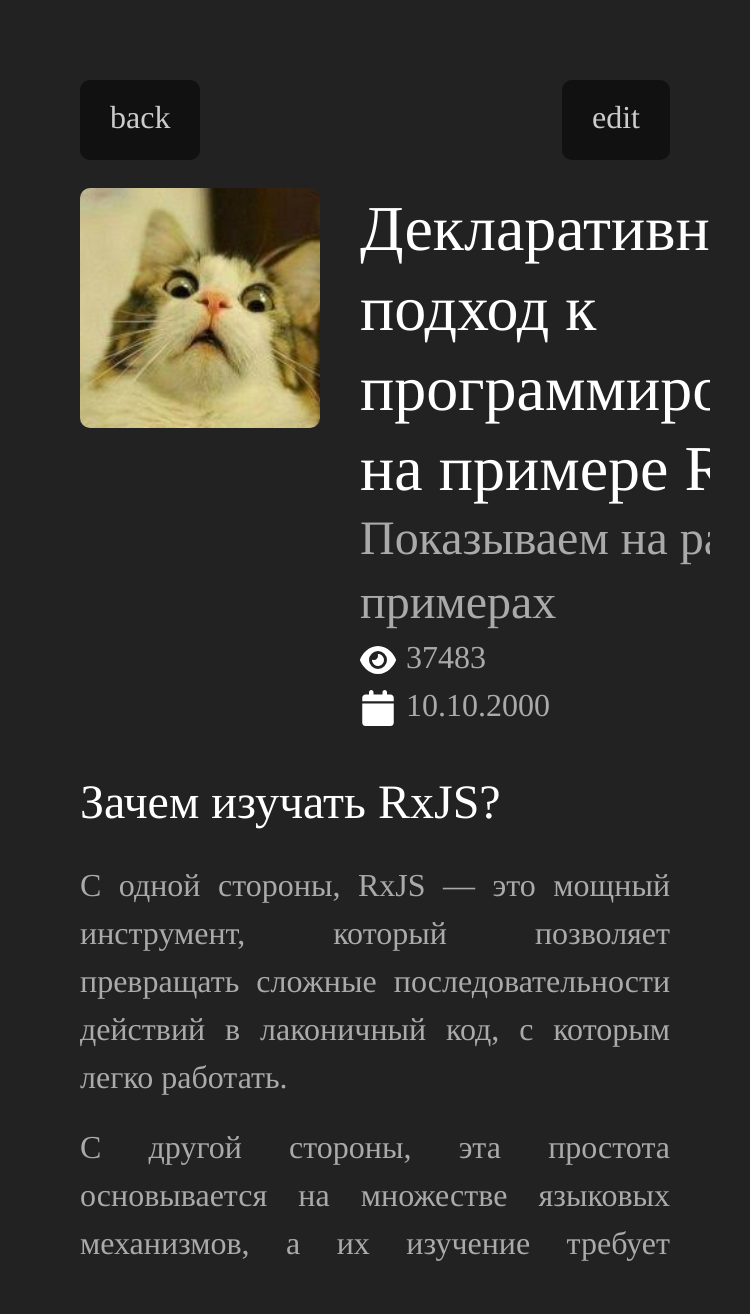 back
edit
Декларативн
подход к
программиро
на примере R
Показываем на ра
примерах
37483
10.10.2000
Зачем изучать RxJS?
С одной стороны, RxJS — это мощный
инструмент, который позволяет
превращать сложные последовательности
действий в лаконичный код, с которым
легко работать.
С другой стороны, эта простота
основывается на множестве языковых
механизмов, а их изучение требует